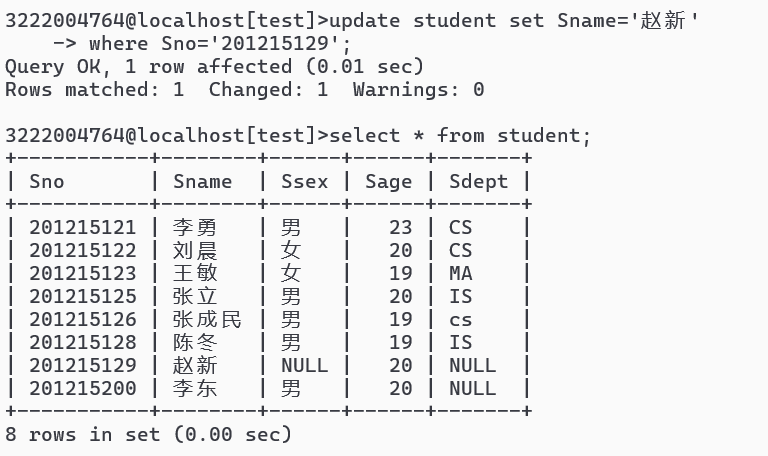 3222004764@localhost[test]>update student set Sname='赵新'
    -> where Sno='201215129';
Query OK, 1 row affected (0.01 sec)
Rows matched: 1  Changed: 1  Warnings: 0

3222004764@localhost[test]>select * from student;
+-----------+--------+------+------+-------+
| Sno       | Sname  | Ssex | Sage | Sdept |
+-----------+--------+------+------+-------+
| 201215121 | 李勇   | 男   |   23 | CS    |
| 201215122 | 刘晨   | 女   |   20 | CS    |
| 201215123 | 王敏   | 女   |   19 | MA    |
| 201215125 | 张立   | 男   |   20 | IS    |
| 201215126 | 张成民 | 男   |   19 | cs    |
| 201215128 | 陈冬   | 男   |   19 | IS    |
| 201215129 | 赵新   | NULL |   20 | NULL  |
| 201215200 | 李东   | 男   |   20 | NULL  |
+-----------+--------+------+------+-------+
8 rows in set (0.00 sec)